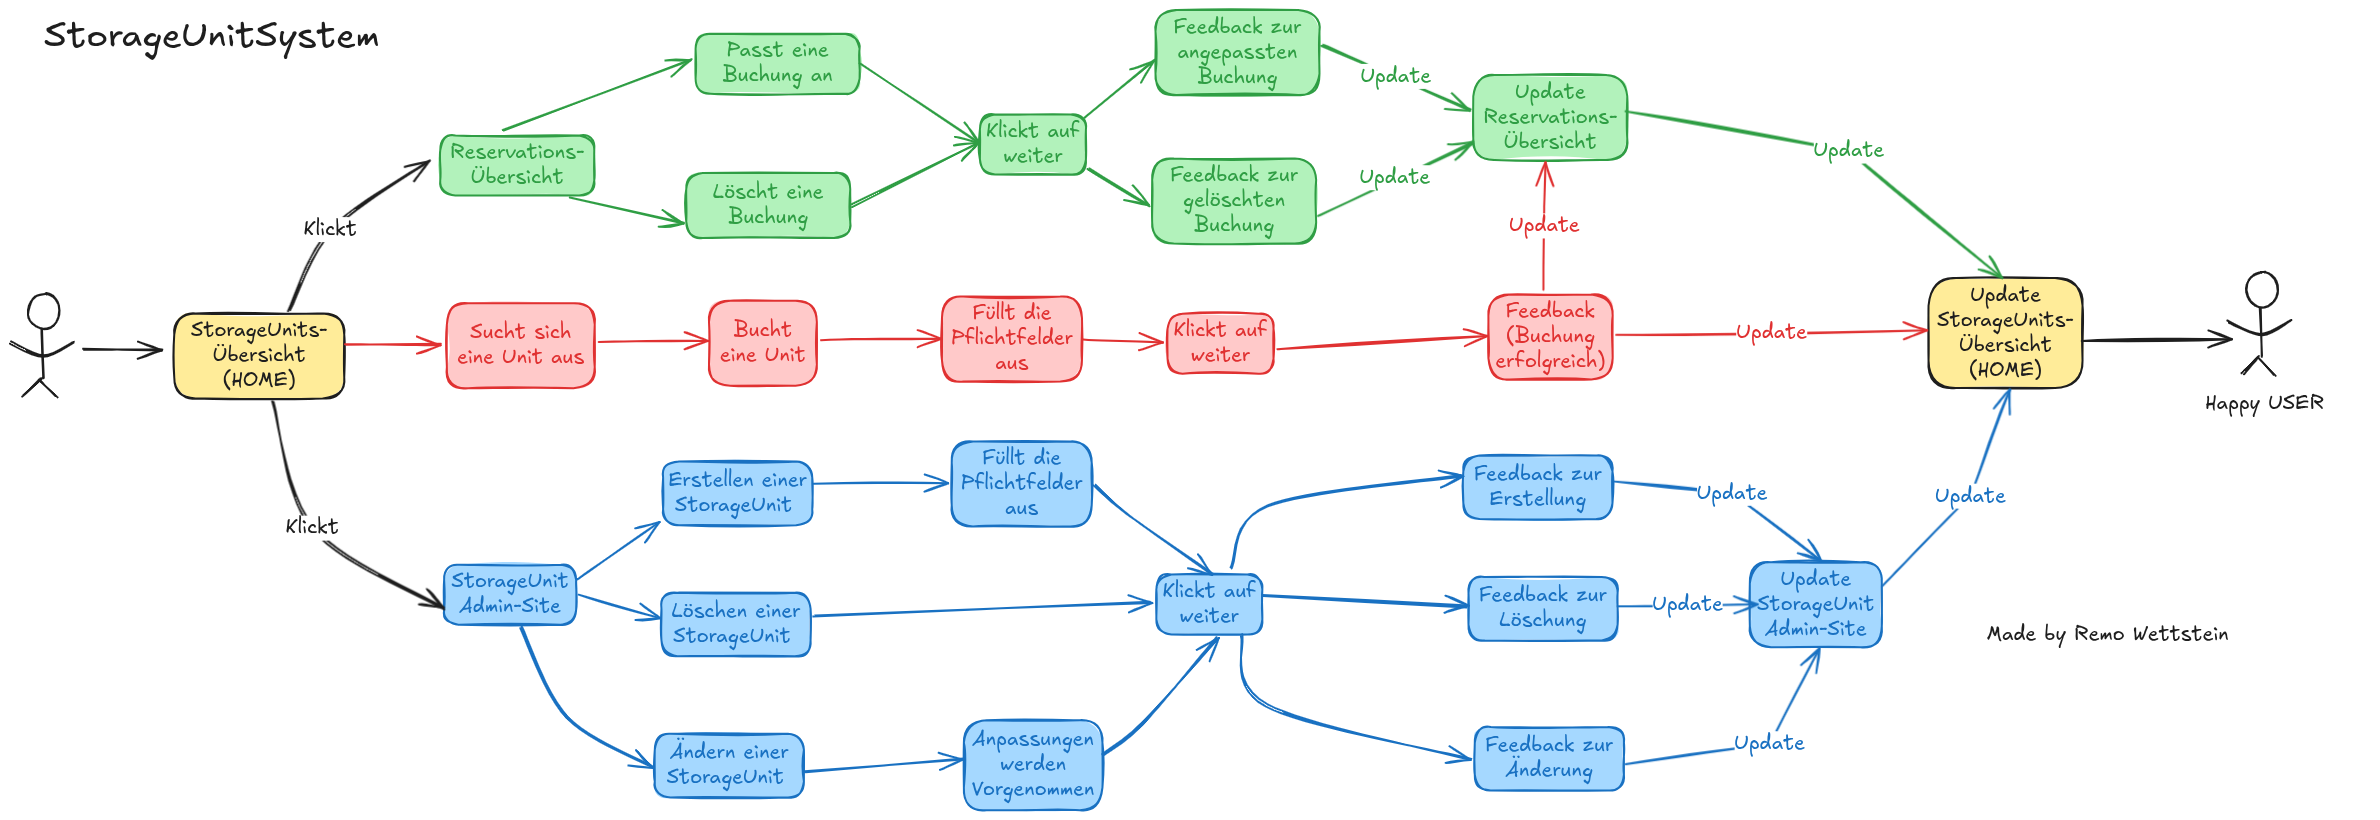 StorageUnitSystem
Klickt
StorageUnits-
Übersicht
(HOME)
Klickt
Reservations-
Übersicht
Passt eine
Buchung an
Löscht eine
Buchung
Klickt auf
weiter
Feedback zur
angepassten
Buchung
Feedback zur
gelöschten
Buchung
Update
Update
Update
Reservations-
Übersicht
Update
Sucht sich
eine Unit aus
Bucht
eine Unit
Füllt die
Pflichtfelder
aus
Klickt auf
weiter
Feedback
(Buchung
erfolgreich)
Update
Update
Update
StorageUnits-
Übersicht
(HOME)
Happy USER
StorageUnit
Admin-Site
Erstellen einer
StorageUnit
Füllt die
Pflichtfelder
aus
Löschen einer
StorageUnit
Ändern einer
StorageUnit
Anpassungen
werden
Vorgenommen
Klickt auf
weiter
Feedback zur
Erstellung
Update
Feedback zur
Löschung
Update
Feedback zur
Änderung
Update
Update
StorageUnit
Admin-Site
Update
Made by Remo Wettstein